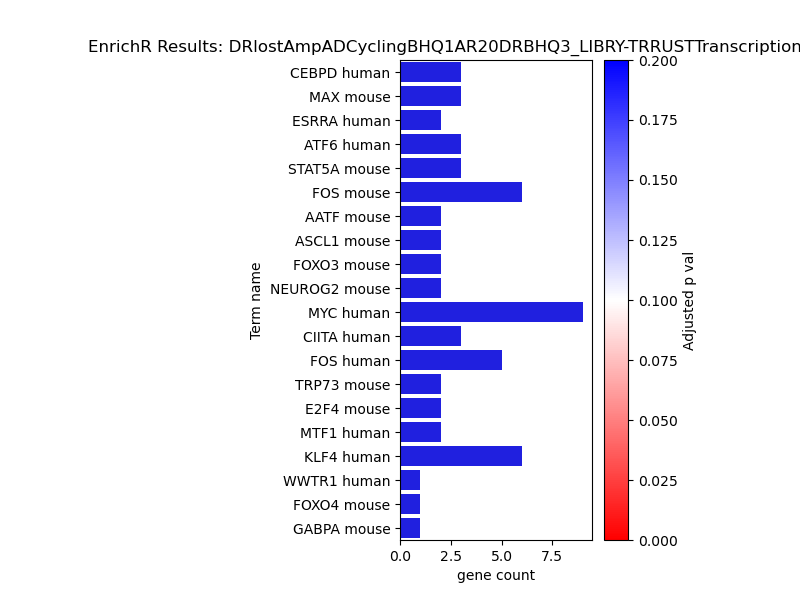 EnrichR Results: DRlostAmpADCyclingBHQ1AR20DRBHQ3_LIBRY-TRRUSTTranscription
CEBPD human
MAX mouse
ESRRA human
ATF6 human
STAT5A mouse
FOS mouse
AATF mouse
ASCL1 mouse
FOXO3 mouse
NEUROG2 mouse
MYC human
CIITA human
FOS human
TRP73 mouse
E2F4 mouse
MTF1 human
KLF4 human
WWTR1 human
FOXO4 mouse
GABPA mouse
Term name
0.0 2.5 5.0 7.5
gene count
0.200
0.175
0.150
0.125
0.100
0.075
0.050
0.025
0.000
Adjusted p val